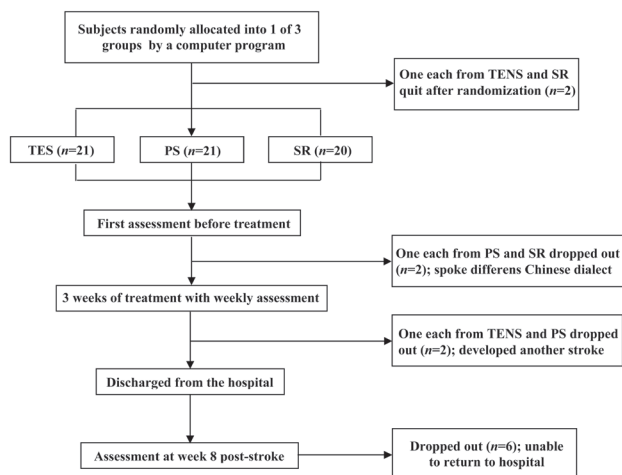 Subjects randomly allocated into 1 of 3
groups by a computer program
One each from TENS and SR
quit after randomization (n=2)
TES (n=21)
PS (n=21)
SR (n=20)
First assessment before treatment
One each from PS and SR dropped out
(n=2); spoke differens Chinese dialect
3 weeks of treatment with weekly assessment
One each from TENS and PS dropped
out (n=2); developed another stroke
Discharged from the hospital
Dropped out (n=6); unable
to return to hospital
Assessment at week 8 post-stroke